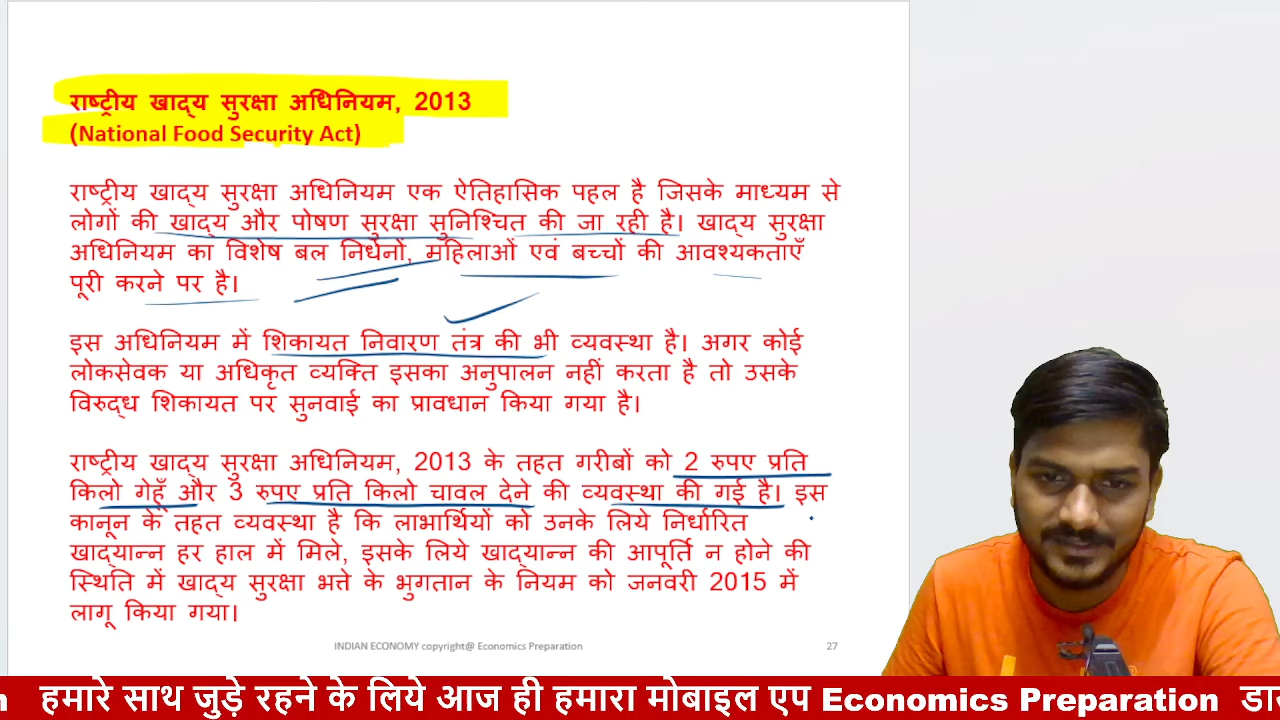 राष्ट्रीय खाद्य सुरक्षा अधिनियम, 2013
(National Food Security Act)
राष्ट्रीय खाद्य सुरक्षा अधिनियम एक ऐतिहासिक पहल है जिसके माध्यम से
लोगों की खाद्य और पोषण सुरक्षा सुनिश्चित की जा रही है। खाद्य सुरक्षा
अधिनियम का विशेष बल निर्धनों, महिलाओं एवं बच्चों की आवश्यकताएँ
पूरी करने पर है।
इस अधिनियम में शिकायत निवारण तंत्र की भी व्यवस्था है। अगर कोई
लोकसेवक या अधिकृत व्यक्ति इसका अनुपालन नहीं करता है तो उसके
विरुद्ध शिकायत पर सुनवाई का प्रावधान किया गया है।
राष्ट्रीय खाद्य सुरक्षा अधिनियम, 2013 के तहत गरीबों को 2 रुपए प्रति
किलो गेहूँ और 3 रुपए प्रति किलो चावल देने की व्यवस्था की गई है। इस
कानून के तहत व्यवस्था है कि लाभार्थियों को उनके लिये निर्धारित
खाद्यान्न हर हाल में मिले, इसके लिये खाद्यान्न की आपूर्ति न होने की
स्थिति में खाद्य सुरक्षा भत्ते के भुगतान के नियम को जनवरी 2015 में
लागू किया गया।
INDIAN ECONOMY copyright@ Economics Preparation 27
n हमारे साथ जुड़े रहने के लिये आज ही हमारा मोबाइल एप Economics Preparation डा